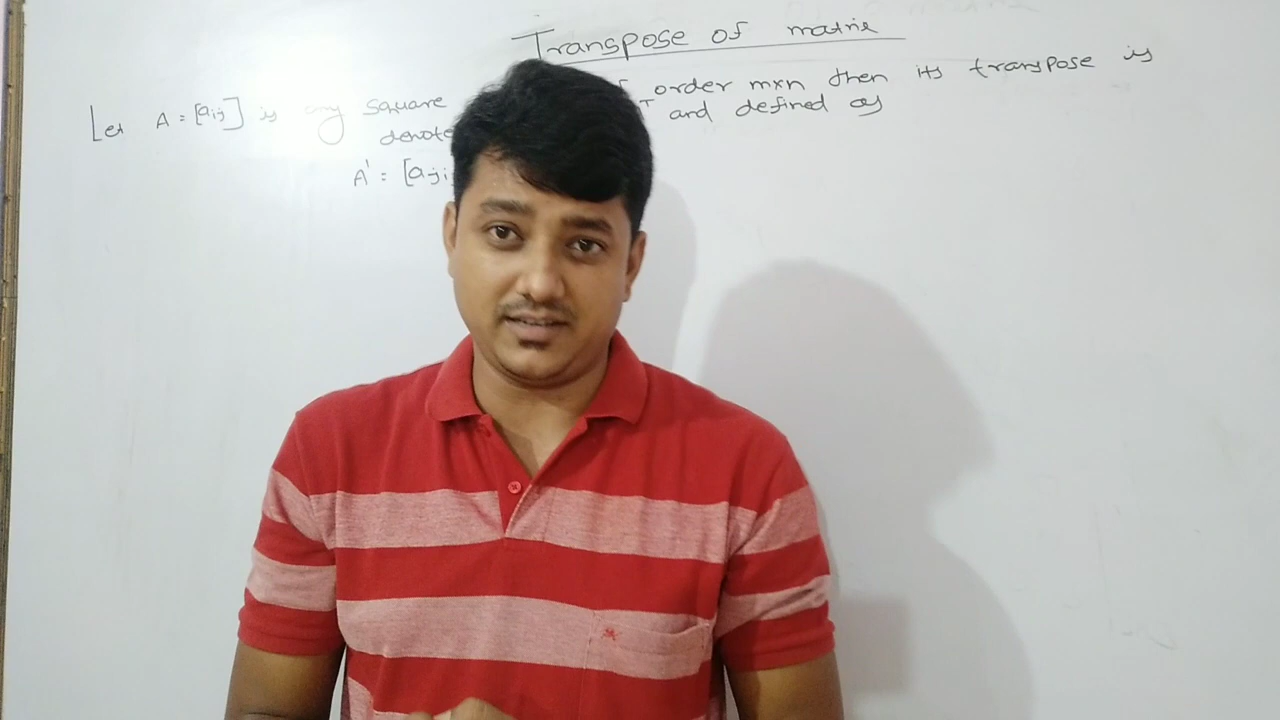 Transpose of matrix
Let A = [aij] is any square order mxn then its transpose is
denote T and defined as
A' = [aji